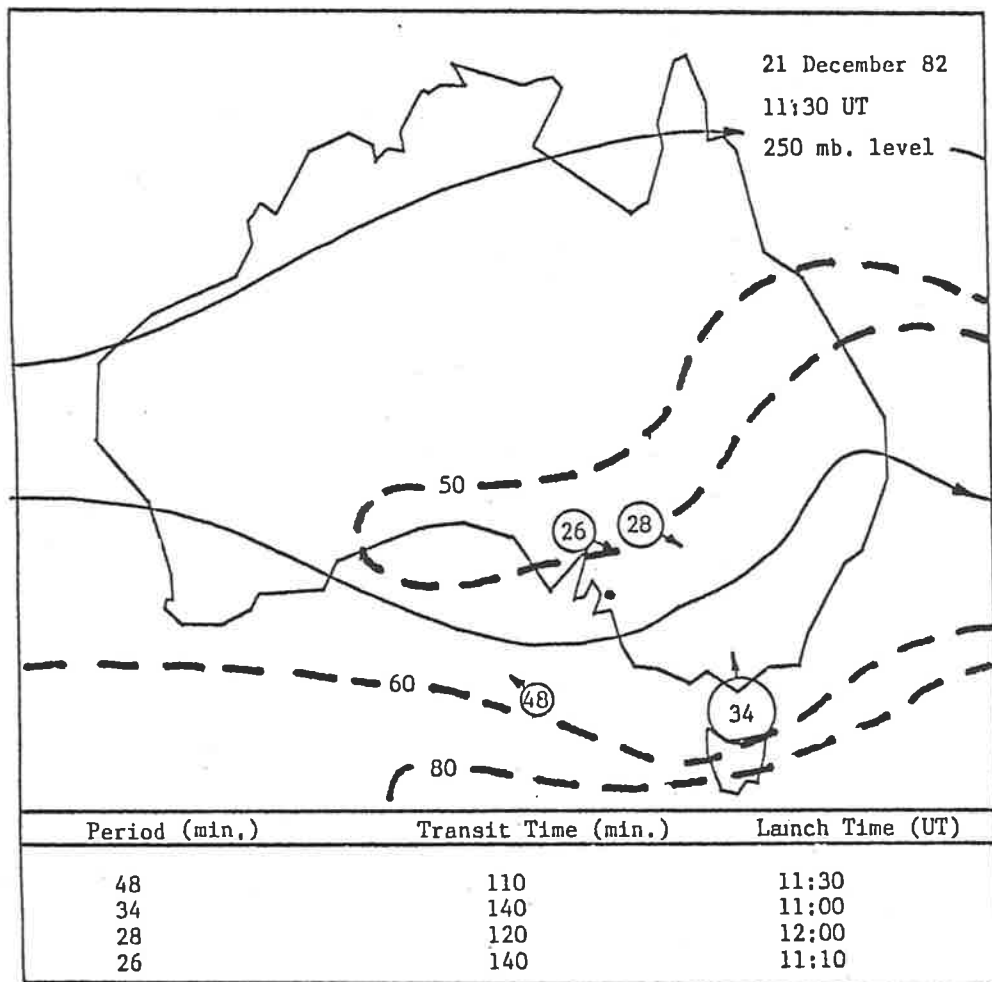 21 December 82
11:30 UT
250 mb. level
50
26
28
60
48
34
80
Period (min.) Transit Time (min.) Launch Time (UT)
48 110 11:30
34 140 11:00
28 120 12:00
26 140 11:10